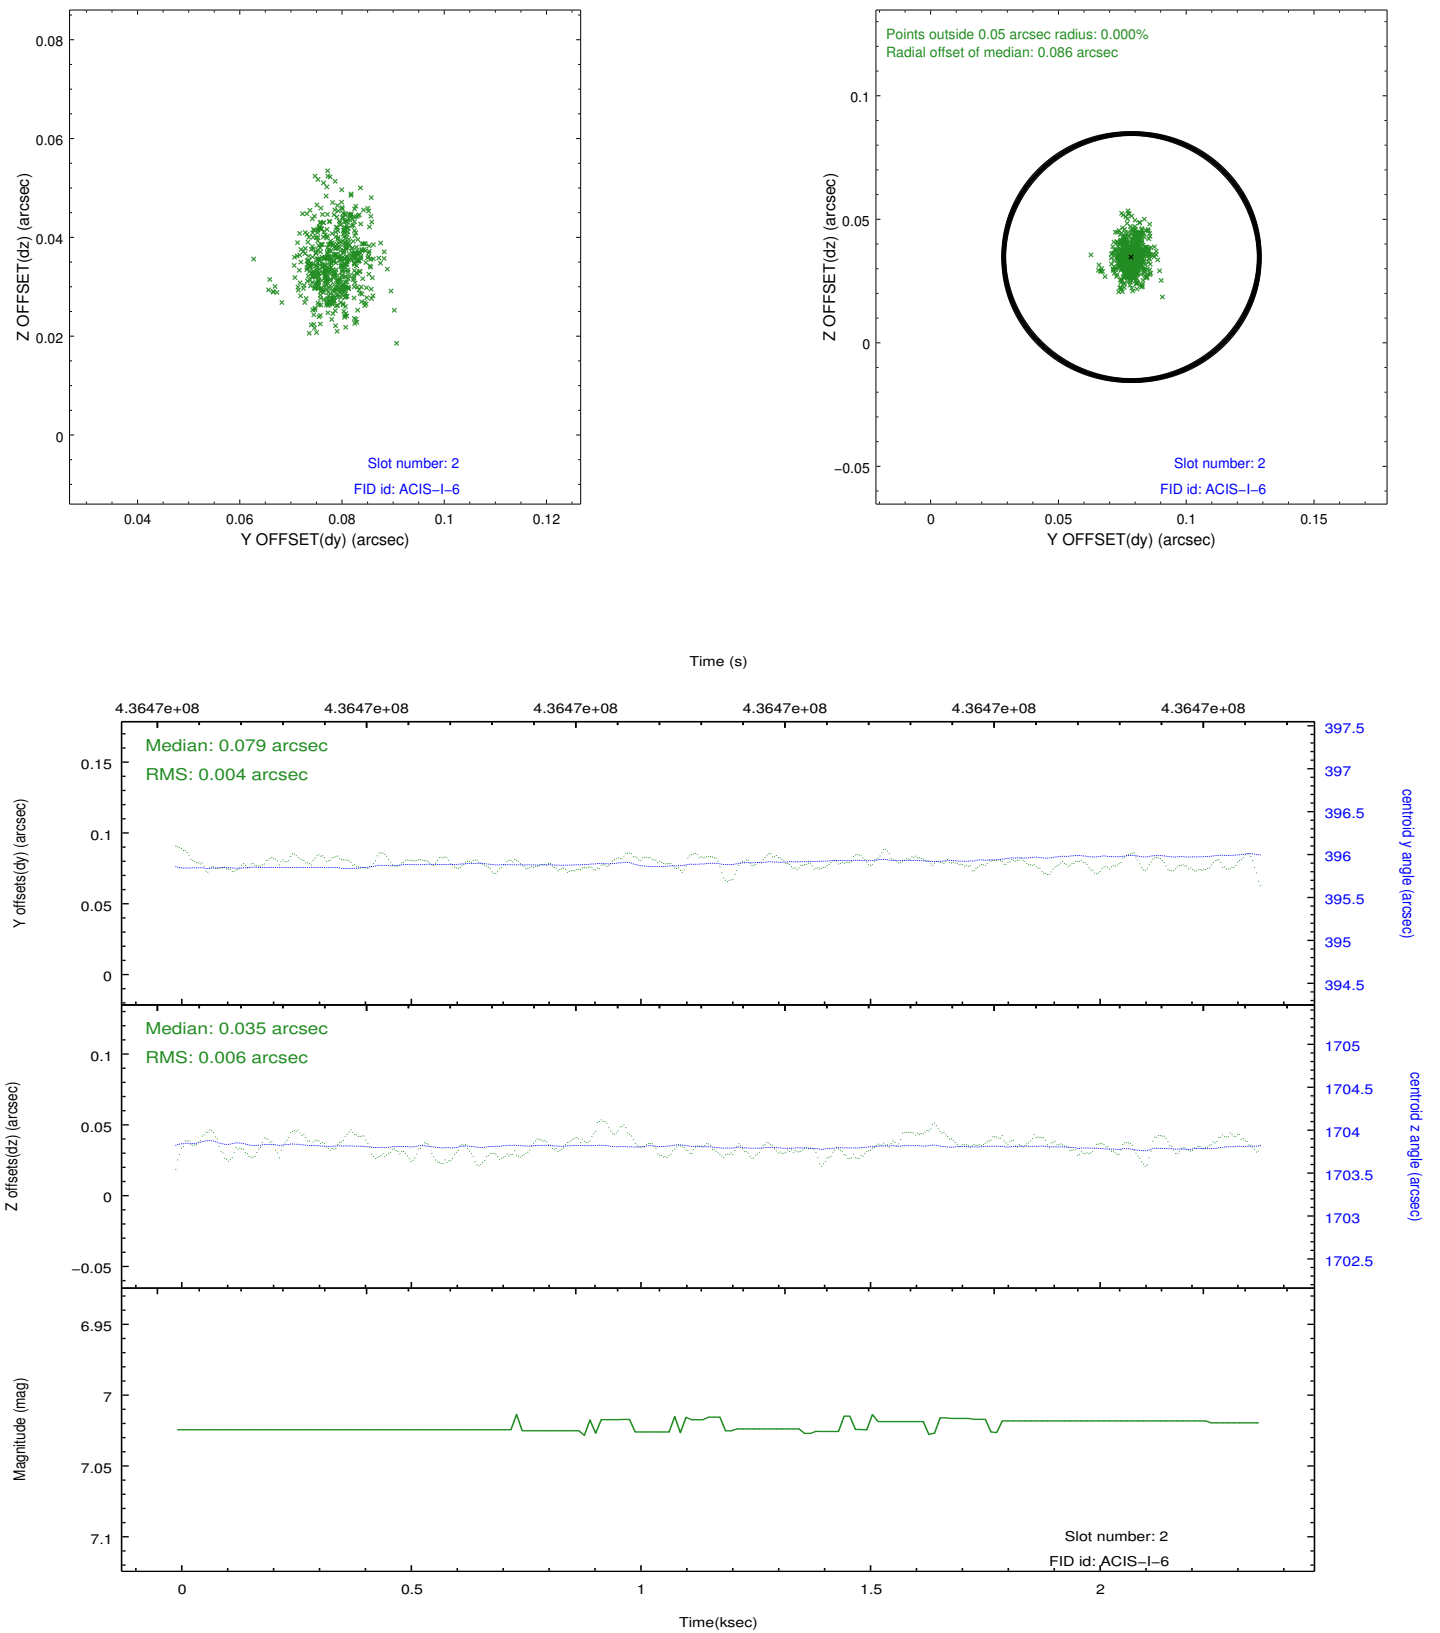 0.08
0.06
0.04
0.02
0
Z OFFSET(dz) (arcsec)
Slot number: 2
FID id: ACIS−I−6
0.04 0.06 0.08 0.1 0.12
Y OFFSET(dy) (arcsec)
Points outside 0.05 arcsec radius: 0.000%
Radial offset of median: 0.086 arcsec
0.1
0.05
0
−0.05
Z OFFSET(dz) (arcsec)
Slot number: 2
FID id: ACIS−I−6
0 0.05 0.1 0.15
Y OFFSET(dy) (arcsec)
Time (s)
4.3647e+08 4.3647e+08 4.3647e+08 4.3647e+08 4.3647e+08 4.3647e+08
Median: 0.079 arcsec
RMS: 0.004 arcsec
0.15
0.1
0.05
0
Y offsets(dy) (arcsec)
397.5
397
396.5
396
395.5
395
394.5
centroid y angle (arcsec)
Median: 0.035 arcsec
RMS: 0.006 arcsec
0.1
0.05
0
−0.05
Z offsets(dz) (arcsec)
1705
1704.5
1704
1703.5
1703
1702.5
centroid z angle (arcsec)
6.95
7
7.05
7.1
Magnitude (mag)
Slot number: 2
FID id: ACIS−I−6
0 0.5 1 1.5 2
Time(ksec)